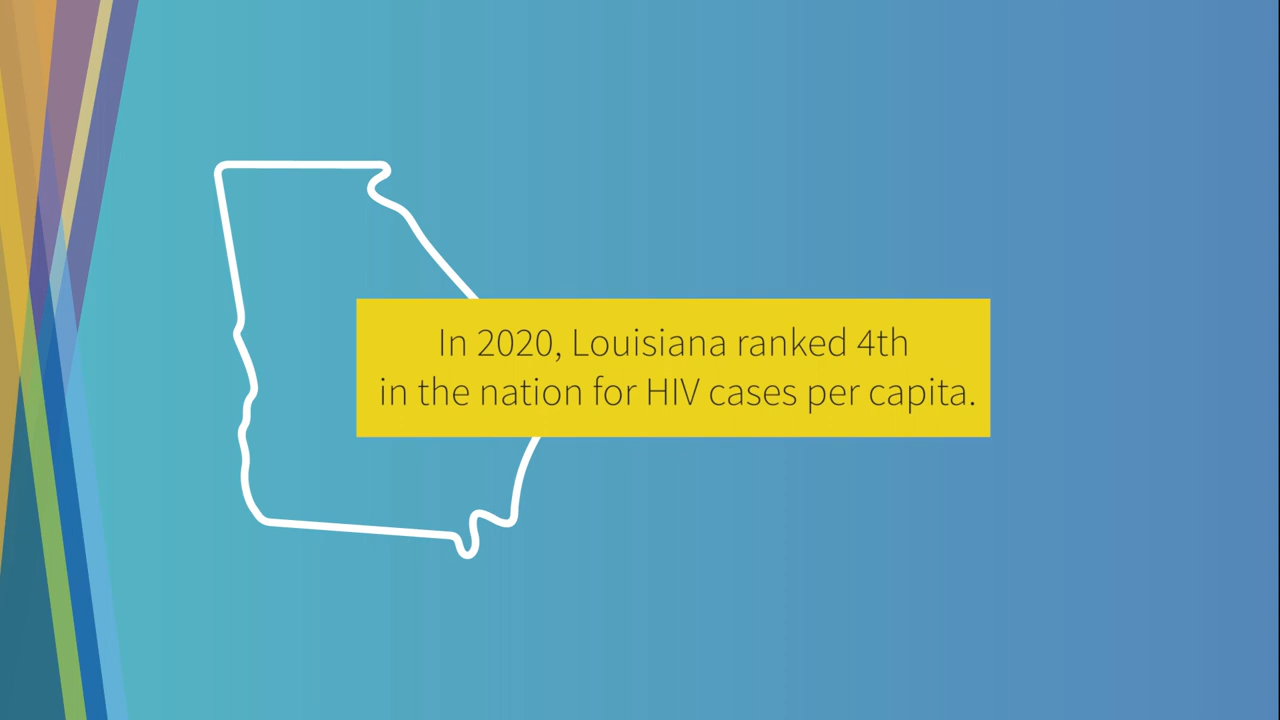 In 2020, Louisiana ranked 4th
in the nation for HIV cases per capita.